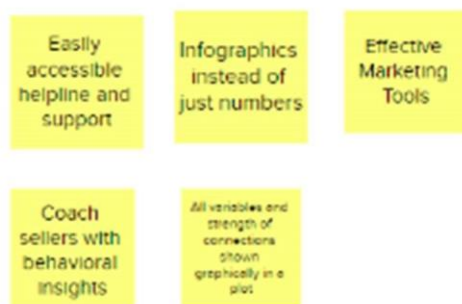 Easily
accessible
helpline and
support
Infographics
instead of
just numbers
Effective
Marketing
Tools
Coach
sellers with
behavioral
insights
All variables and
strength of
connections
shown
graphically in a
plot